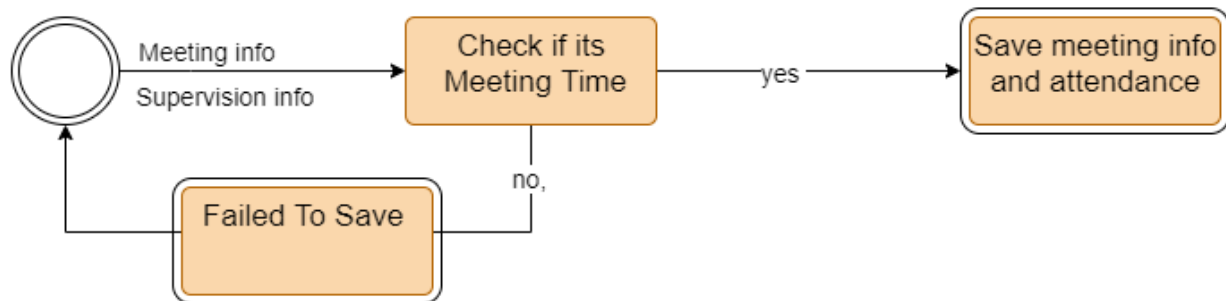 Meeting info
Supervision info
Check if its
Meeting Time
yes
Save meeting info
and attendance
no,
Failed To Save